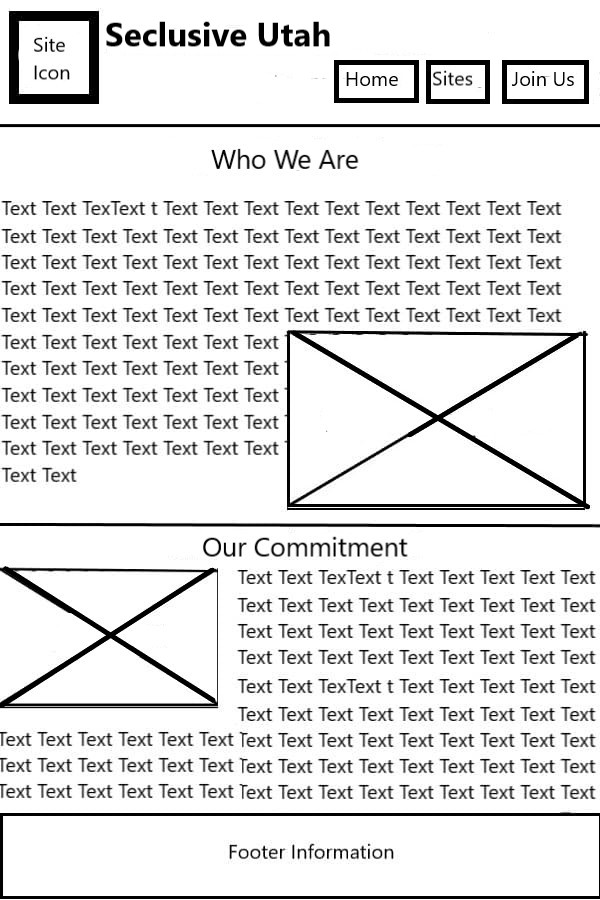 Seclusive Utah
Site
Icon
Home
Sites
Join Us
Who We Are
Text Text TexText t Text Text Text Text Text Text Text Text Text Text
Text Text Text Text Text Text Text Text Text Text Text Text Text Text
Text Text Text Text Text Text Text Text Text Text Text Text Text Text
Text Text Text Text Text Text Text Text Text Text Text Text Text Text
Text Text Text Text Text Text Text Text Text Text Text Text Text Text
Text Text Text Text Text Text Text
Text Text Text Text Text Text Text
Text Text Text Text Text Text Text
Text Text Text Text Text Text Text
Text Text Text Text Text Text Text
Text Text
Our Commitment
Text Text TexText t Text Text Text Text Text
Text Text Text Text Text Text Text Text Text
Text Text Text Text Text Text Text Text Text
Text Text Text Text Text Text Text Text Text
Text Text TexText t Text Text Text Text Text
Text Text Text Text Text Text Text Text Text
Text Text Text Text Text Text Text Text Text Text Text Text Text Text Text
Text Text Text Text Text Text Text Text Text Text Text Text Text Text Text
Text Text Text Text Text Text Text Text Text Text Text Text Text Text Text
Footer Information